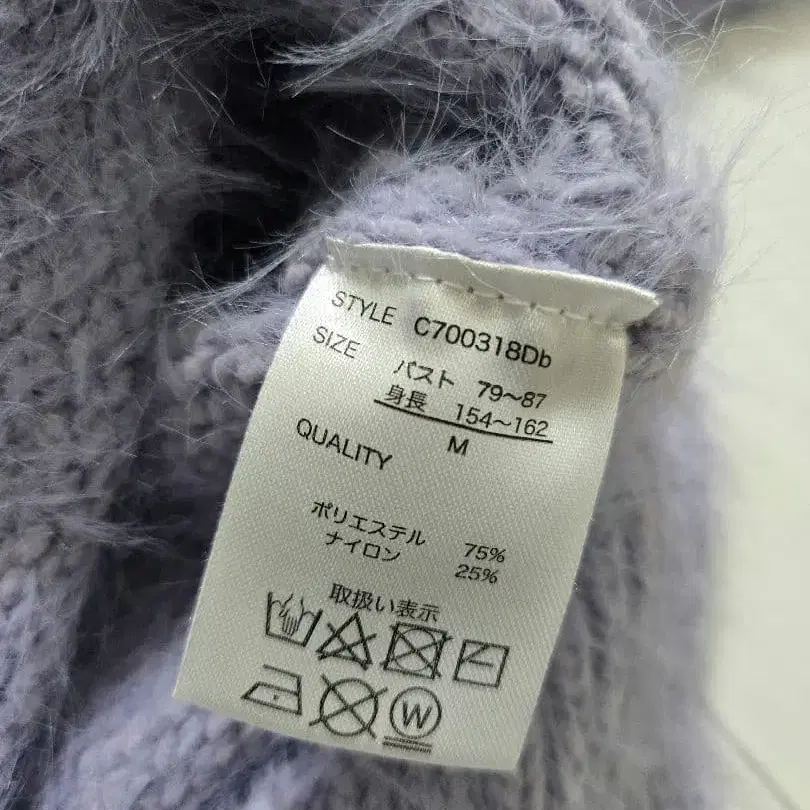 STYLE C700318Db
SIZE バスト 79〜87
身長 154〜162
M
QUALITY
ポリエステル 75%
ナイロン 25%
取扱い表示
W